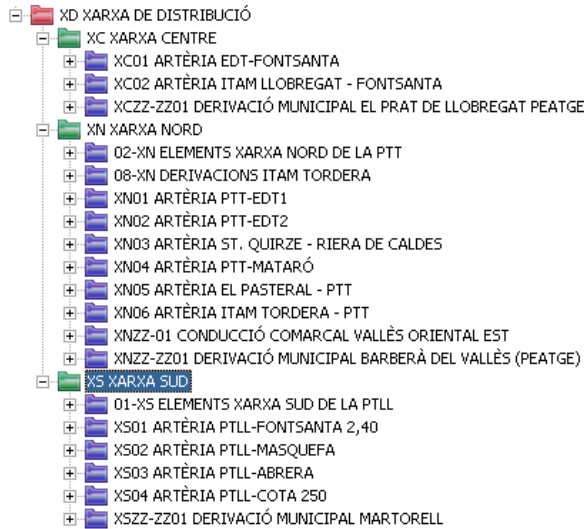 XD XARXA DE DISTRIBUCIÓ
XC XARXA CENTRE
XC01 ARTÈRIA EDT-FONTSANTA
XC02 ARTÈRIA ITAM LLOBREGAT - FONTSANTA
XCZZ-ZZ01 DERIVACIÓ MUNICIPAL EL PRAT DE LLOBREGAT PEATGE
XN XARXA NORD
02-XN ELEMENTS XARXA NORD DE LA PTT
08-XN DERIVACIONS ITAM TORDERA
XN01 ARTÈRIA PTT-EDT1
XN02 ARTÈRIA PTT-EDT2
XN03 ARTÈRIA ST. QUIRZE - RIERA DE CALDES
XN04 ARTÈRIA PTT-MATARÓ
XN05 ARTÈRIA EL PASTERAL - PTT
XN06 ARTÈRIA ITAM TORDERA - PTT
XNZZ-01 CONDUCCIÓ COMARCAL VALLÈS ORIENTAL EST
XNZZ-ZZ01 DERIVACIÓ MUNICIPAL BARBERÀ DEL VALLÈS (PEATGE)
XS XARXA SUD
01-XS ELEMENTS XARXA SUD DE LA PTLL
XS01 ARTÈRIA PTLL-FONTSANTA 2,40
XS02 ARTÈRIA PTLL-MASQUEFA
XS03 ARTÈRIA PTLL-ABRERA
XS04 ARTÈRIA PTLL-COTA 250
XSZZ-ZZ01 DERIVACIÓ MUNICIPAL MARTORELL